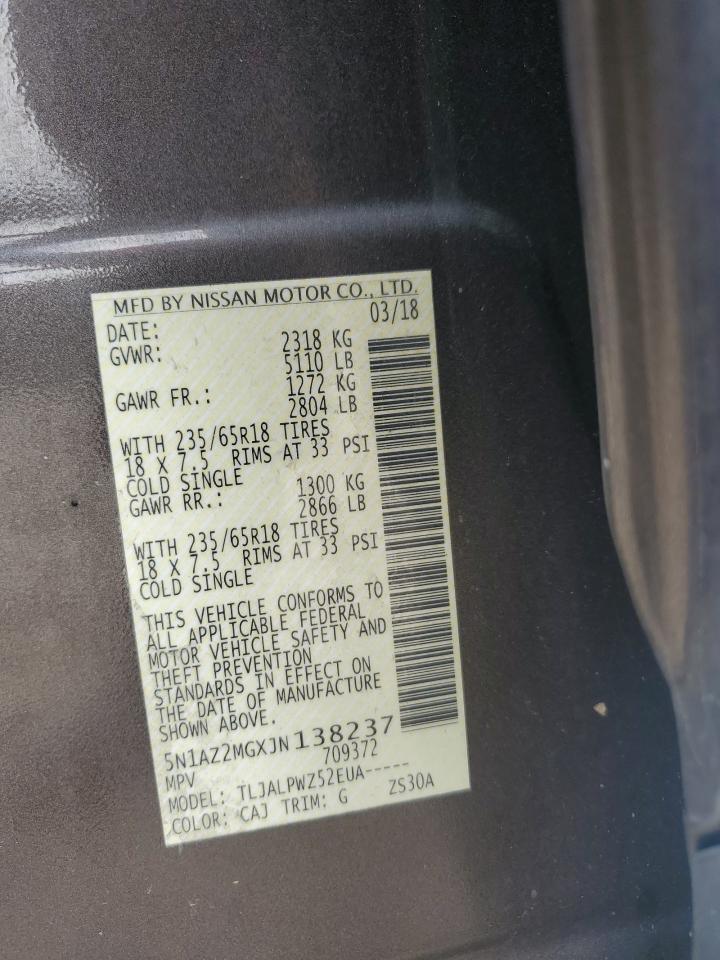 MFD BY NISSAN MOTOR CO., LTD.
DATE: 03/18
GVWR: 2318 KG
5110 LB
GAWR FR.: 1272 KG
2804 LB
WITH 235/65R18 TIRES
18 X 7.5 RIMS AT 33 PSI
COLD SINGLE
GAWR RR.: 1300 KG
2866 LB
WITH 235/65R18 TIRES
18 X 7.5 RIMS AT 33 PSI
COLD SINGLE
THIS VEHICLE CONFORMS TO
ALL APPLICABLE FEDERAL
MOTOR VEHICLE SAFETY AND
THEFT PREVENTION
STANDARDS IN EFFECT ON
THE DATE OF MANUFACTURE
SHOWN ABOVE.
5N1AZ2MGXJN138237
MPV 709372
MODEL: TLJALPWZ52EUA-----
COLOR: CAJ TRIM: G ZS30A